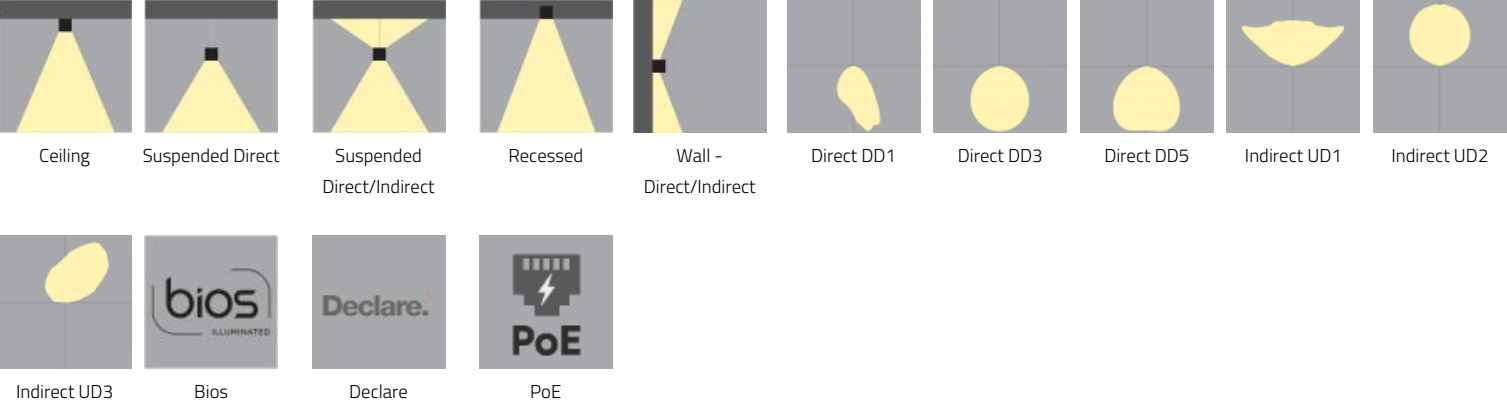 Ceiling
Suspended Direct
Suspended
Direct/Indirect
Recessed
Wall -
Direct/Indirect
Direct DD1
Direct DD3
Direct DD5
Indirect UD1
Indirect UD2
bios
ILLUMINATED
Declare.
PoE
Indirect UD3
Bios
Declare
PoE